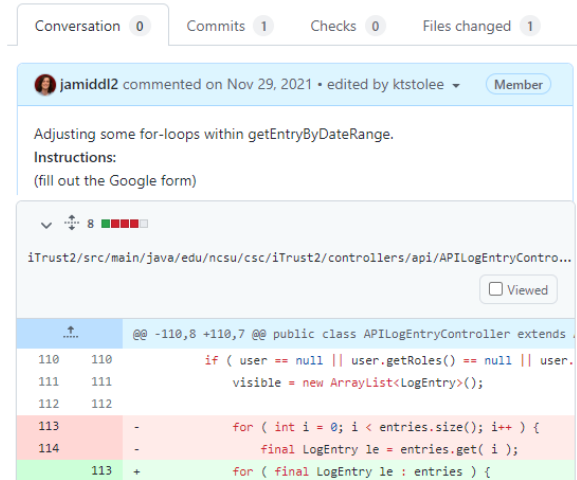 Conversation 0 Commits 1 Checks 0 Files changed 1
jamiddl2 commented on Nov 29, 2021 • edited by ktstolee Member
Adjusting some for-loops within getEntryByDateRange.
Instructions:
(fill out the Google form)
8
iTrust2/src/main/java/edu/ncsu/csc/iTrust2/controllers/api/APILogEntryContro...
Viewed
@@ -110,8 +110,7 @@ public class APILogEntryController extends
110 110 if ( user == null || user.getRoles() == null || user.
111 111 visible = new ArrayList<LogEntry>();
112 112
113 - for ( int i = 0; i < entries.size(); i++ ) {
114 - final LogEntry le = entries.get( i );
113 + for ( final LogEntry le : entries ) {